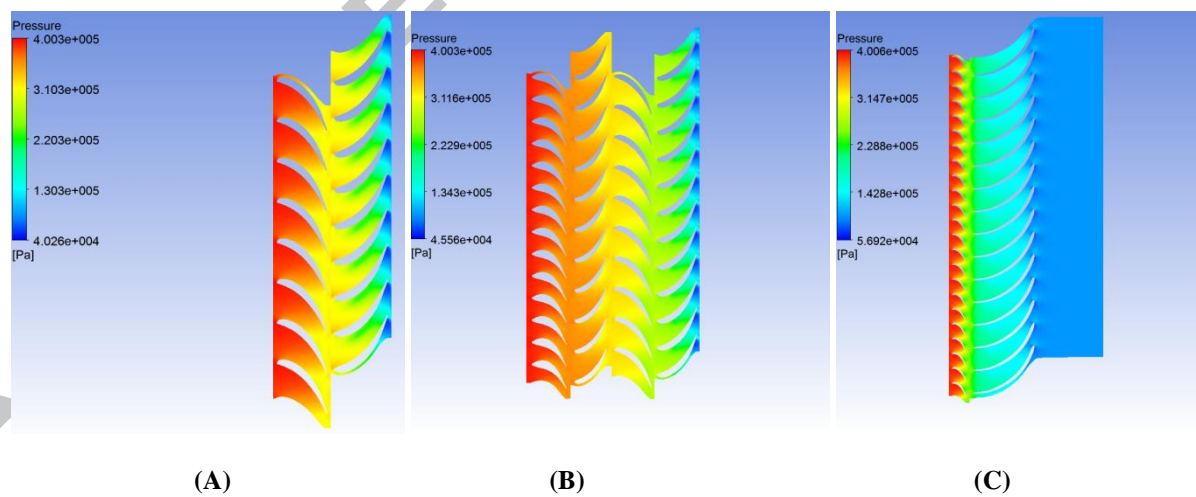 Pressure
4.003e+005
3.103e+005
2.203e+005
1.303e+005
4.026e+004
[Pa]
Pressure
4.003e+005
3.116e+005
2.229e+005
1.343e+005
4.556e+004
[Pa]
Pressure
4.006e+005
3.147e+005
2.288e+005
1.428e+005
5.692e+004
[Pa]
(A)
(B)
(C)